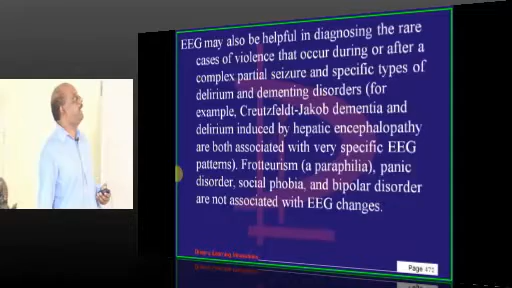 EEG may also be helpful in diagnosing the rare
cases of violence that occur during or after a
complex partial seizure and specific types of
delirium and dementing disorders (for
example, Creutzfeldt-Jakob dementia and
delirium induced by hepatic encephalopathy
are both associated with very specific EEG
patterns). Frotteurism (a paraphilia), panic
disorder, social phobia, and bipolar disorder
are not associated with EEG changes.
Page 470